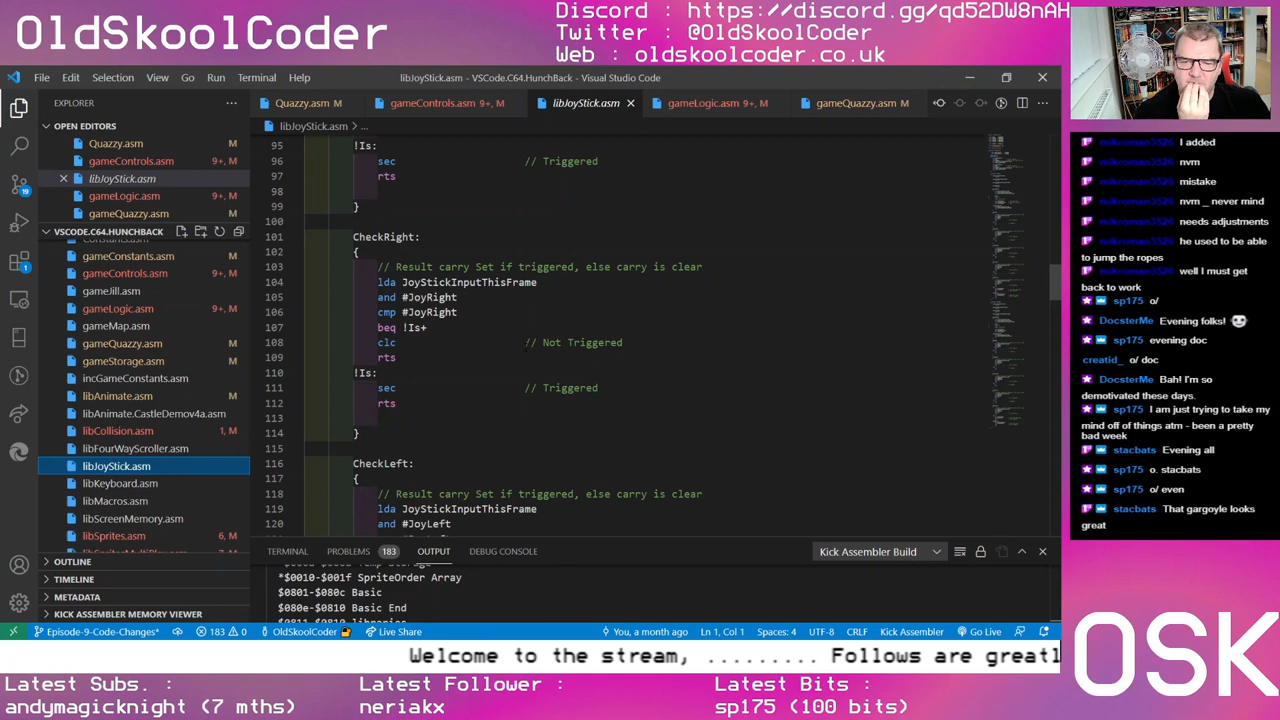 OldSkoolCoder
Discord : https://discord.gg/qd52DW8nAH
Twitter : @OldSkoolCoder
Web : oldskoolcoder.co.uk
File Edit Selection View Go Run Terminal Help
libJoyStick.asm - VSCode.C64.HunchBack - Visual Studio Code
EXPLORER
Quazzy.asm M
gameControls.asm 9+, M
libJoyStick.asm
gameLogic.asm 9+, M
gameQuazzy.asm M
OPEN EDITORS
Quazzy.asm M
gameControls.asm 9+, M
libJoyStick.asm
gameLogic.asm 9+, M
gameQuazzy.asm M
VSCODE.C64.HUNCHBACK
gameConstants.asm M
gameControls.asm 9+, M
gameJill.asm
gameLogic.asm 9+, M
gameMap.asm M
gameQuazzy.asm M
gameStorage.asm M
incGameConstants.asm
libAnimate.asm M
libAnimate.CastleDemov4a.asm
libCollision.asm 1, M
libFourWayScroller.asm
libJoyStick.asm
libKeyboard.asm
libMacros.asm
libScreenMemory.asm
libSprites.asm 6, M
OUTLINE
TIMELINE
METADATA
KICK ASSEMBLER MEMORY VIEWER
libJoyStick.asm > ...
95 !Is:
96 sec // Triggered
97 rts
98
99 }
100
101 CheckRight:
102 {
103 // Result carry Set if triggered, else carry is clear
104 lda JoyStickInputThisFrame
105 and #JoyRight
106 cmp #JoyRight
107 beq !Is+
108 clc // Not Triggered
109 rts
110 !Is:
111 sec // Triggered
112 rts
113
114 }
115
116 CheckLeft:
117 {
118 // Result carry Set if triggered, else carry is clear
119 lda JoyStickInputThisFrame
120 and #JoyLeft
TERMINAL PROBLEMS 183 OUTPUT DEBUG CONSOLE
Kick Assembler Build
*$0010-$001f SpriteOrder Array
$0801-$080c Basic
$080e-$0810 Basic End
19
1
Episode-9-Code-Changes* 183 0 OldSkoolCoder Live Share
You, a month ago Ln 1, Col 1 Spaces: 4 UTF-8 CRLF Kick Assembler Go Live
mikroman3526 I added
mikroman3526 nvm
mikroman3526 mistake
mikroman3526 nvm _ never mind
mikroman3526 needs adjustments
mikroman3526 he used to be able
to jump the ropes
mikroman3526 well I must get
back to work
sp175 o/
DocsterMe Evening folks!
sp175 evening doc
creatid_ o/ doc
DocsterMe Bah! I'm so
demotivated these days.
sp175 I am just trying to take my
mind off of things atm - been a pretty
bad week
stacbats Evening all
sp175 o. stacbats
sp175 o/ even
stacbats That gargoyle looks
great
Welcome to the stream, ......... Follows are greatl
Latest Subs. :
andymagicknight (7 mths)
Latest Follower :
neriakx
Latest Bits :
sp175 (100 bits)
OSK